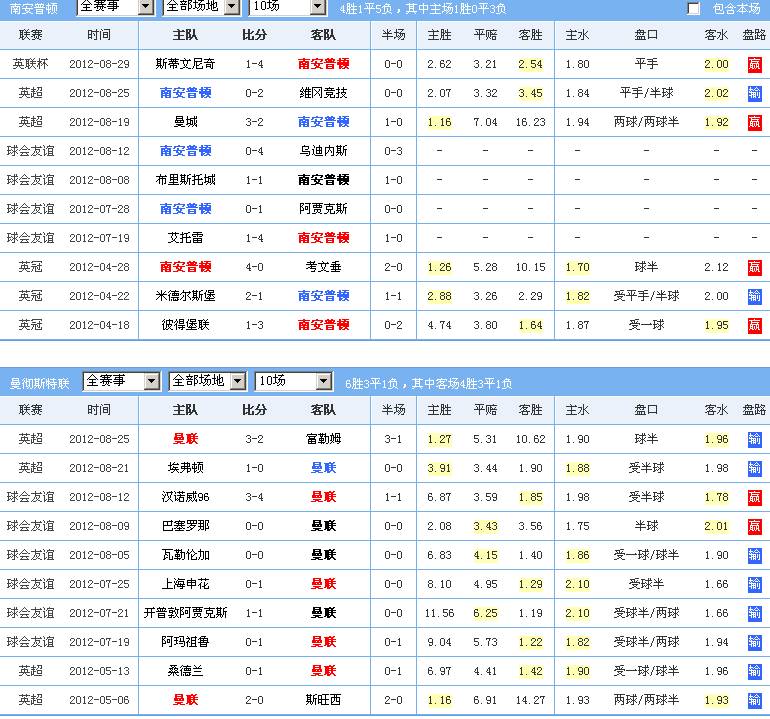 南安普顿 全赛事 全部场地 10场 4胜1平5负，其中主场1胜0平3负 包含本场
联赛 时间 主队 比分 客队 半场 主胜 平赔 客胜 主水 盘口 客水 盘路
英联杯 2012-08-29 斯蒂文尼奇 1-4 南安普顿 0-0 2.62 3.21 2.54 1.80 平手 2.00 赢
英超 2012-08-25 南安普顿 0-2 维冈竞技 0-0 2.07 3.32 3.45 1.84 平手/半球 2.02 输
英超 2012-08-19 曼城 3-2 南安普顿 1-0 1.16 7.04 16.23 1.94 两球/两球半 1.92 赢
球会友谊 2012-08-12 南安普顿 0-4 乌迪内斯 0-3 - - - - - - -
球会友谊 2012-08-08 布里斯托城 1-1 南安普顿 1-0 - - - - - - -
球会友谊 2012-07-28 南安普顿 0-1 阿贾克斯 0-0 - - - - - - -
球会友谊 2012-07-19 艾托雷 1-4 南安普顿 1-0 - - - - - - -
英冠 2012-04-28 南安普顿 4-0 考文垂 2-0 1.26 5.28 10.15 1.70 球半 2.12 赢
英冠 2012-04-22 米德尔斯堡 2-1 南安普顿 1-1 2.88 3.26 2.29 1.82 受平手/半球 2.00 输
英冠 2012-04-18 彼得堡联 1-3 南安普顿 0-2 4.74 3.80 1.64 1.87 受一球 1.95 赢
曼彻斯特联 全赛事 全部场地 10场 6胜3平1负，其中客场4胜3平1负
联赛 时间 主队 比分 客队 半场 主胜 平赔 客胜 主水 盘口 客水 盘路
英超 2012-08-25 曼联 3-2 富勒姆 3-1 1.27 5.31 10.62 1.90 球半 1.96 输
英超 2012-08-21 埃弗顿 1-0 曼联 0-0 3.91 3.44 1.90 1.88 受半球 1.98 输
球会友谊 2012-08-12 汉诺威96 3-4 曼联 1-1 6.87 3.59 1.85 1.98 受半球 1.78 赢
球会友谊 2012-08-09 巴塞罗那 0-0 曼联 0-0 2.08 3.43 3.56 1.75 半球 2.01 赢
球会友谊 2012-08-05 瓦勒伦加 0-0 曼联 0-0 6.83 4.15 1.40 1.86 受一球/球半 1.90 输
球会友谊 2012-07-25 上海申花 0-1 曼联 0-1 8.10 4.95 1.29 2.10 受球半 1.66 输
球会友谊 2012-07-21 开普敦阿贾克斯 1-1 曼联 0-0 11.56 6.25 1.19 2.10 受球半/两球 1.66 输
球会友谊 2012-07-19 阿玛祖鲁 0-1 曼联 0-1 9.04 5.73 1.22 1.82 受球半/两球 1.94 输
英超 2012-05-13 桑德兰 0-1 曼联 0-1 6.97 4.41 1.42 1.90 受一球/球半 1.96 输
英超 2012-05-06 曼联 2-0 斯旺西 2-0 1.16 6.91 14.27 1.93 两球/两球半 1.93 输